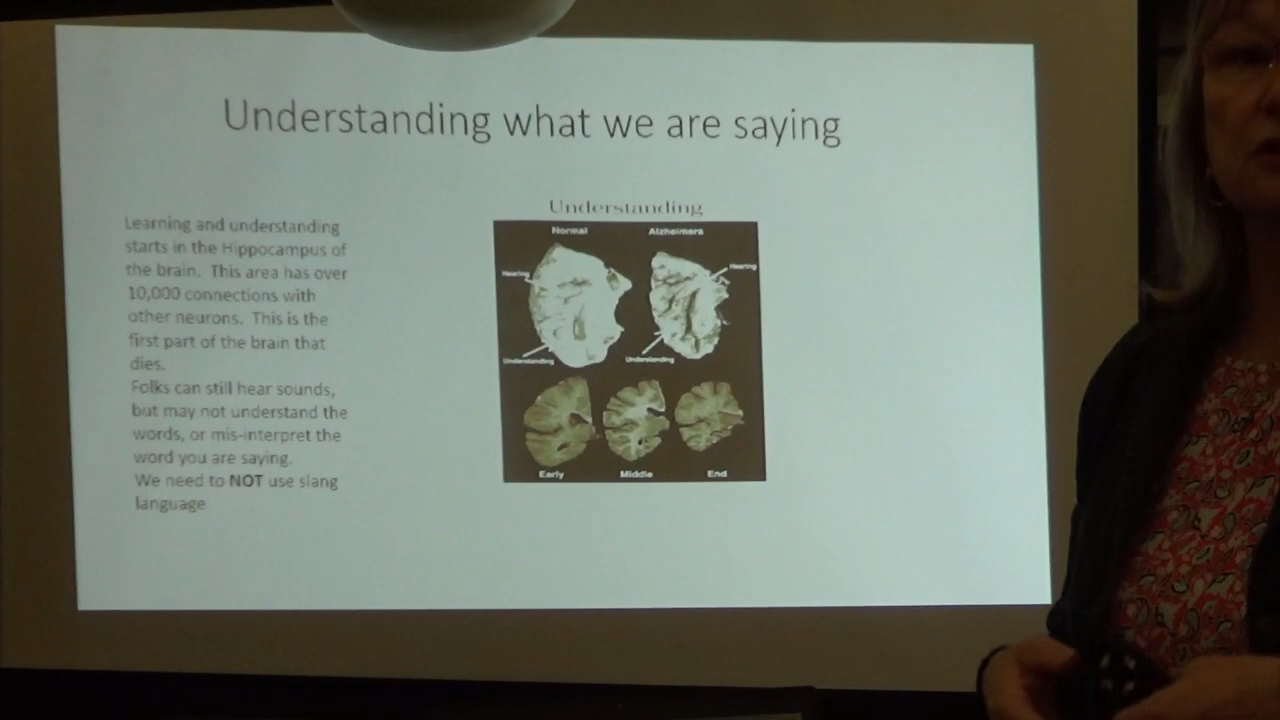 Understanding what we are saying
Learning and understanding
starts in the Hippocampus of
the brain. This area has over
10,000 connections with
other neurons. This is the
first part of the brain that
dies.
Folks can still hear sounds,
but may not understand the
words, or mis-interpret the
word you are saying.
We need to NOT use slang
language
Understanding
Normal
Alzheimers
Hearing
Hearing
Understanding
Understanding
Early
Middle
End